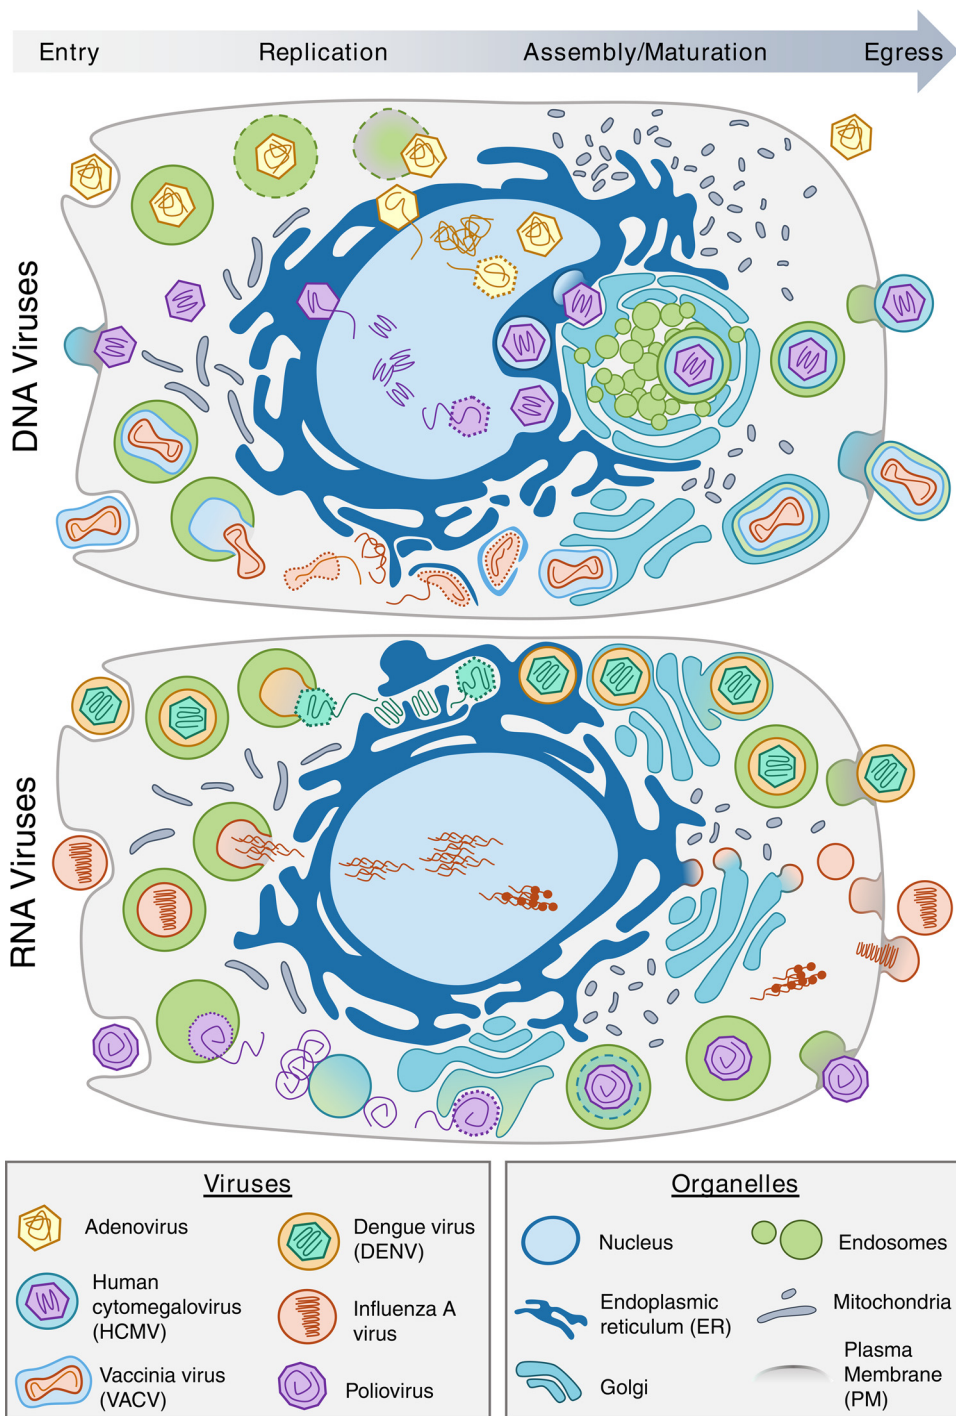 Entry
Replication
Assembly/Maturation
Egress
DNA Viruses
RNA Viruses
Viruses
Adenovirus
Human
cytomegalovirus
(HCMV)
Vaccinia virus
(VACV)
Dengue virus
(DENV)
Influenza A
virus
Poliovirus
Organelles
Nucleus
Endoplasmic
reticulum (ER)
Golgi
Endosomes
Mitochondria
Plasma
Membrane
(PM)